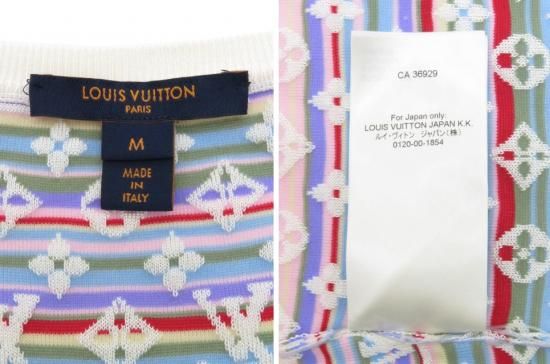 LOUIS VUITTON
PARIS
M
MADE
IN
ITALY
CA 36929
For Japan only:
LOUIS VUITTON JAPAN K.K.
ルイ・ヴィトン ジャパン(株)
0120-00-1854